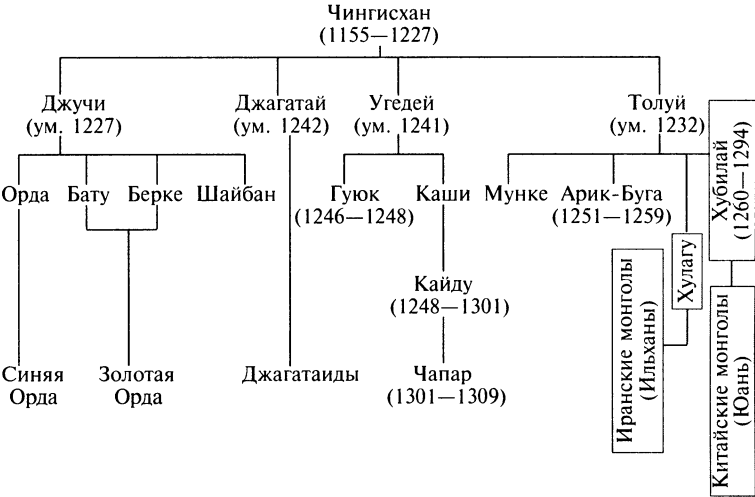 Чингисхан
(1155—1227)
Джучи
(ум. 1227)
Джагатай
(ум. 1242)
Угедей
(ум. 1241)
Толуй
(ум. 1232)
Хубилай
(1260—1294)
Орда
Бату
Берке
Шайбан
Гуюк
(1246—1248)
Каши
Мунке
Арик-Буга
(1251—1259)
Хулагу
Кайду
(1248—1301)
Иранские монголы
(Ильханы)
Китайские монголы
(Юань)
Синяя
Орда
Золотая
Орда
Джагатаиды
Чапар
(1301—1309)